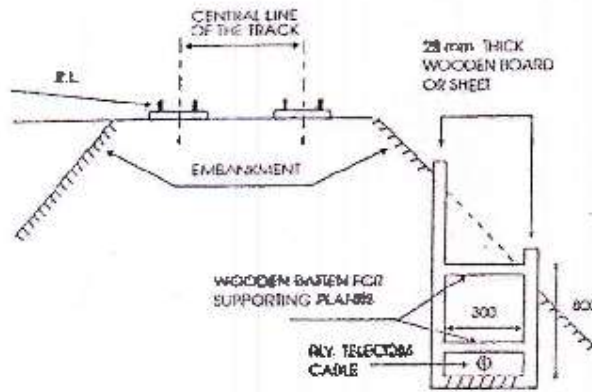 CENTRAL LINE
OF THE TRACK
28 mm THICK
WOODEN BOARD
OR SHEET
R.L.
EMBANKMENT
WOODEN BATTEN FOR
SUPPORTING PLANKS
300
RLY. TELECOM
CABLE